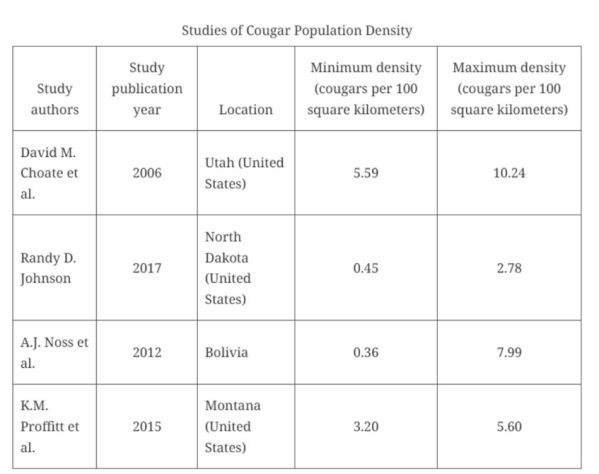 Studies of Cougar Population Density
Study
authors
Study
publication
year
Location
Minimum density
(cougars per 100
square kilometers)
Maximum density
(cougars per 100
square kilometers)
David M.
Choate et
al.
2006
Utah (United
States)
5.59
10.24
Randy D.
Johnson
2017
North
Dakota
(United
States)
0.45
2.78
A.J. Noss et
al.
2012
Bolivia
0.36
7.99
K.M.
Proffitt et
al.
2015
Montana
(United
States)
3.20
5.60